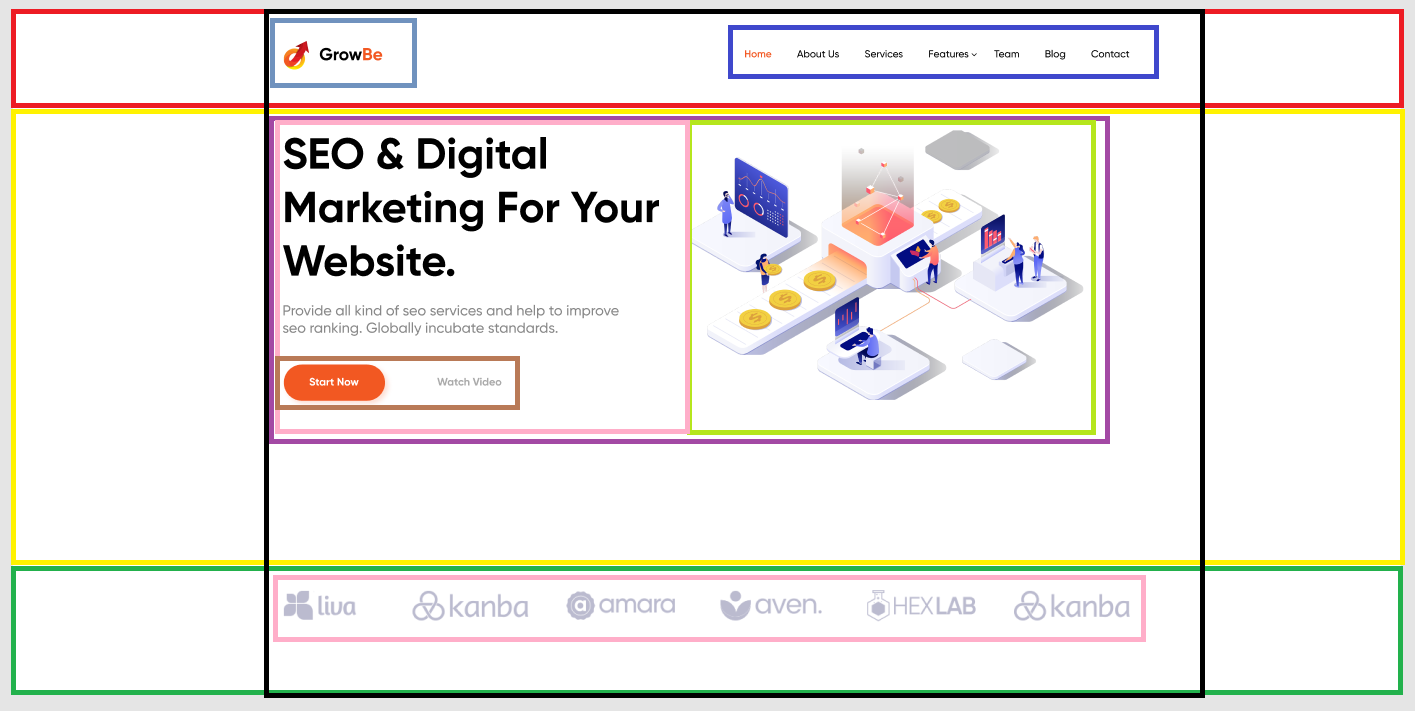 GrowBe
Home About Us Services Features Team Blog Contact
SEO & Digital
Marketing For Your
Website.
Provide all kind of seo services and help to improve
seo ranking. Globally incubate standards.
Start Now Watch Video
liva kanba amara aven. HEXLAB kanba